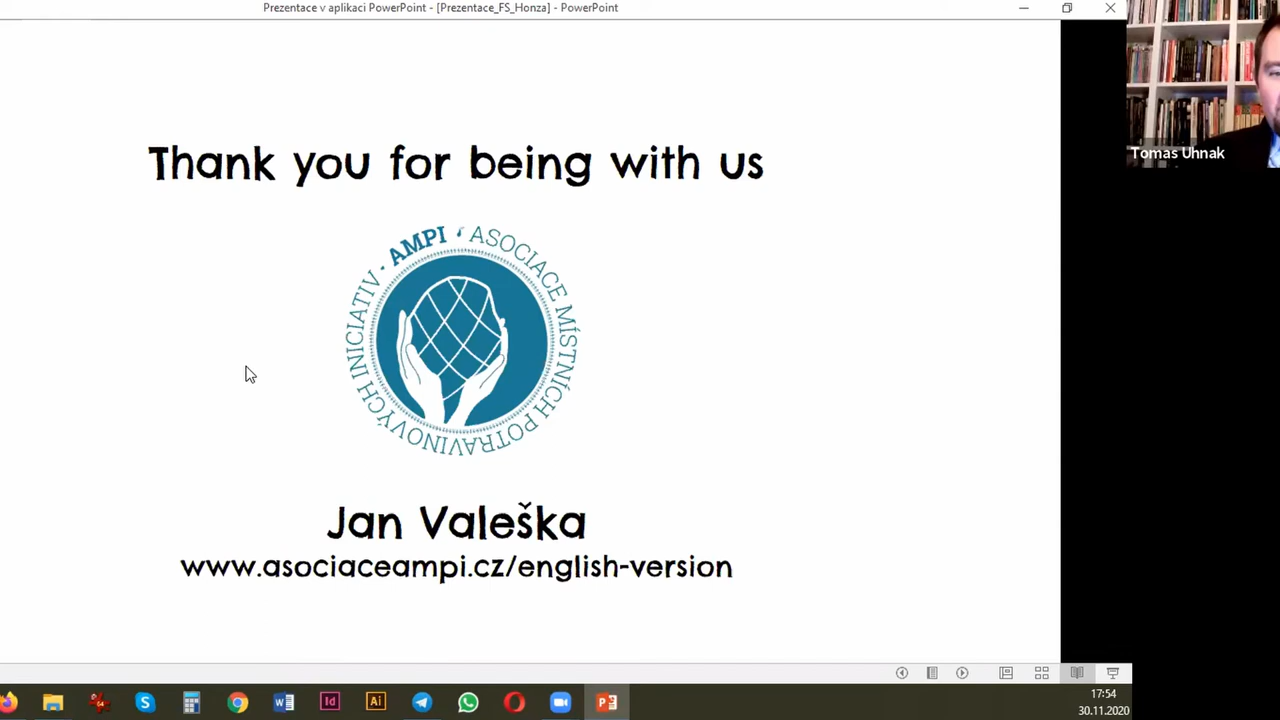 Prezentace v aplikaci PowerPoint - [Prezentace_FS_Honza] - PowerPoint
Tomas Uhnak
Thank you for being with us
- AMPI - ASOCIACE MÍSTNÍCH POTRAVINOVÝCH INICIATIV
Jan Valeška
www.asociaceampi.cz/english-version
17:54
30.11.2020